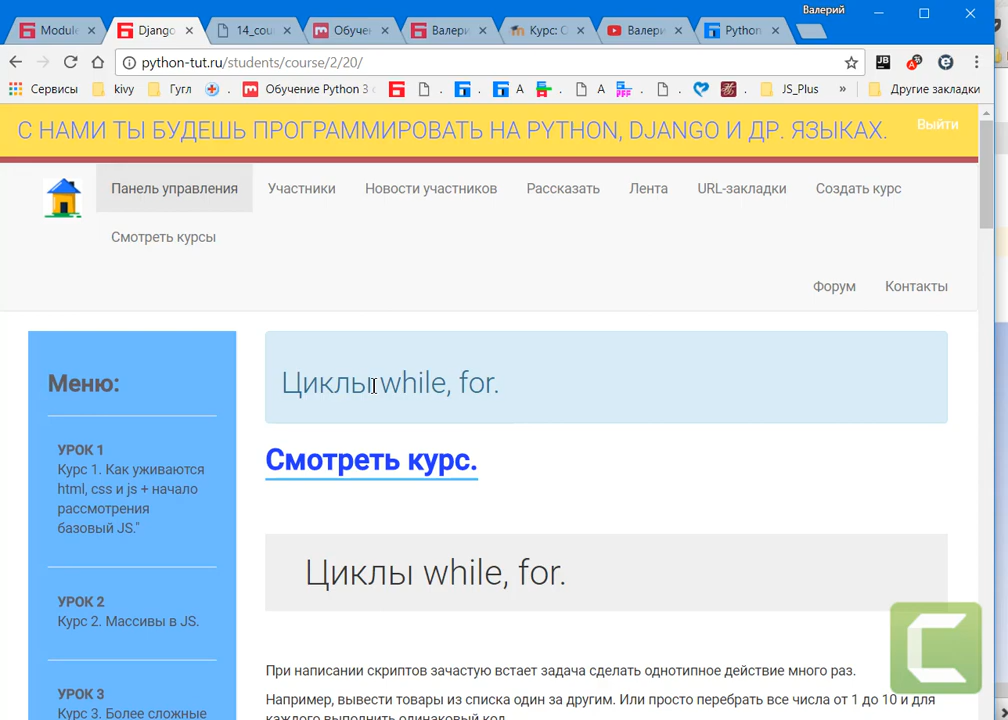 Валерий
Module
Django
14_cou
Обучен
Валери
Курс: С
Валери
Python
python-tut.ru/students/course/2/20/
Сервисы
kivy
Гугл
Обучение Python 3
А
А
JS_Plus
»
Другие закладки
С НАМИ ТЫ БУДЕШЬ ПРОГРАММИРОВАТЬ НА PYTHON, DJANGO И ДР. ЯЗЫКАХ.
Выйти
Панель управления
Участники
Новости участников
Рассказать
Лента
URL-закладки
Создать курс
Смотреть курсы
Форум
Контакты
Меню:
УРОК 1
Курс 1. Как уживаются
html, css и js + начало
рассмотрения
базовый JS."
УРОК 2
Курс 2. Массивы в JS.
УРОК 3
Курс 3. Более сложные
Циклы while, for.
Смотреть курс.
Циклы while, for.
При написании скриптов зачастую встает задача сделать однотипное действие много раз.
Например, вывести товары из списка один за другим. Или просто перебрать все числа от 1 до 10 и для
каждого выполнить одинаковый код.